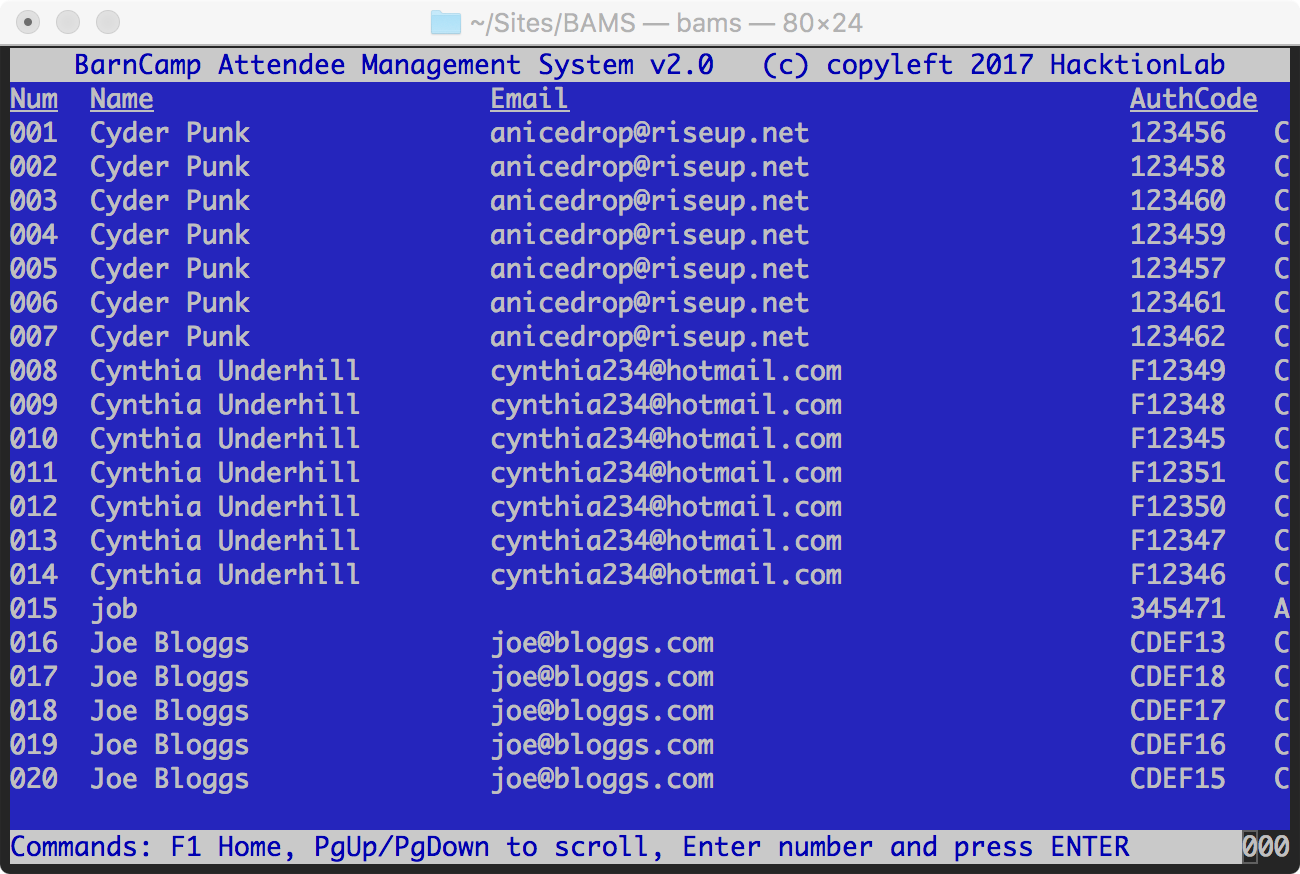 ~/Sites/BAMS — bams — 80×24
BarnCamp Attendee Management System v2.0 (c) copyleft 2017 HacktionLab
Num Name Email AuthCode
001 Cyder Punk anicedrop@riseup.net 123456 C
002 Cyder Punk anicedrop@riseup.net 123458 C
003 Cyder Punk anicedrop@riseup.net 123460 C
004 Cyder Punk anicedrop@riseup.net 123459 C
005 Cyder Punk anicedrop@riseup.net 123457 C
006 Cyder Punk anicedrop@riseup.net 123461 C
007 Cyder Punk anicedrop@riseup.net 123462 C
008 Cynthia Underhill cynthia234@hotmail.com F12349 C
009 Cynthia Underhill cynthia234@hotmail.com F12348 C
010 Cynthia Underhill cynthia234@hotmail.com F12345 C
011 Cynthia Underhill cynthia234@hotmail.com F12351 C
012 Cynthia Underhill cynthia234@hotmail.com F12350 C
013 Cynthia Underhill cynthia234@hotmail.com F12347 C
014 Cynthia Underhill cynthia234@hotmail.com F12346 C
015 job 345471 A
016 Joe Bloggs joe@bloggs.com CDEF13 C
017 Joe Bloggs joe@bloggs.com CDEF18 C
018 Joe Bloggs joe@bloggs.com CDEF17 C
019 Joe Bloggs joe@bloggs.com CDEF16 C
020 Joe Bloggs joe@bloggs.com CDEF15 C
Commands: F1 Home, PgUp/PgDown to scroll, Enter number and press ENTER 000